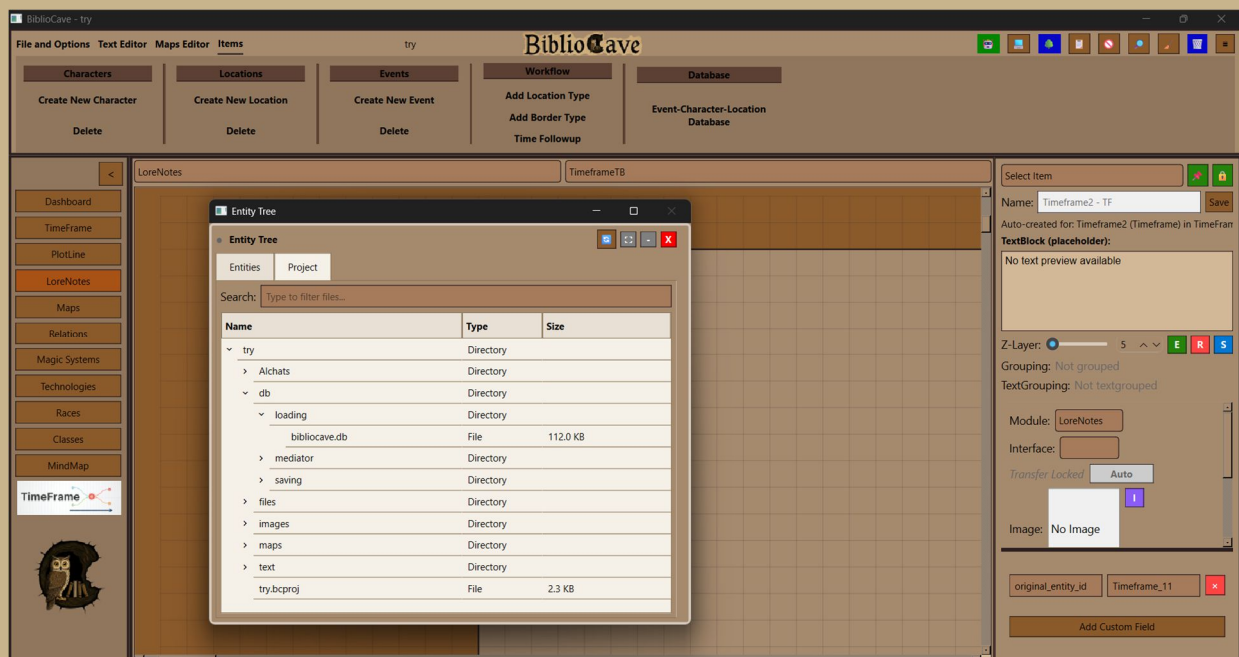 BiblioCave - try
File and Options Text Editor Maps Editor Items
try
BiblioCave
Characters
Create New Character
Delete
Locations
Create New Location
Delete
Events
Create New Event
Delete
Workflow
Add Location Type
Add Border Type
Time Followup
Database
Event-Character-Location
Database
<
Dashboard
TimeFrame
PlotLine
LoreNotes
Maps
Relations
Magic Systems
Technologies
Races
Classes
MindMap
TimeFrame
LoreNotes
TimeframeTB
Entity Tree
Entity Tree
X
Entities Project
Search: Type to filter files...
Name Type Size
try Directory
AIchats Directory
db Directory
loading Directory
bibliocave.db File 112.0 KB
mediator Directory
saving Directory
files Directory
images Directory
maps Directory
text Directory
try.bcproj File 2.3 KB
Select Item
Name: Timeframe2 - TF Save
Auto-created for: Timeframe2 (Timeframe) in TimeFram
TextBlock (placeholder):
No text preview available
Z-Layer: 5 E R S
Grouping: Not grouped
TextGrouping: Not textgrouped
Module: LoreNotes
Interface:
Transfer Locked Auto
I
Image: No Image
original_entity_id Timeframe_11 ×
Add Custom Field